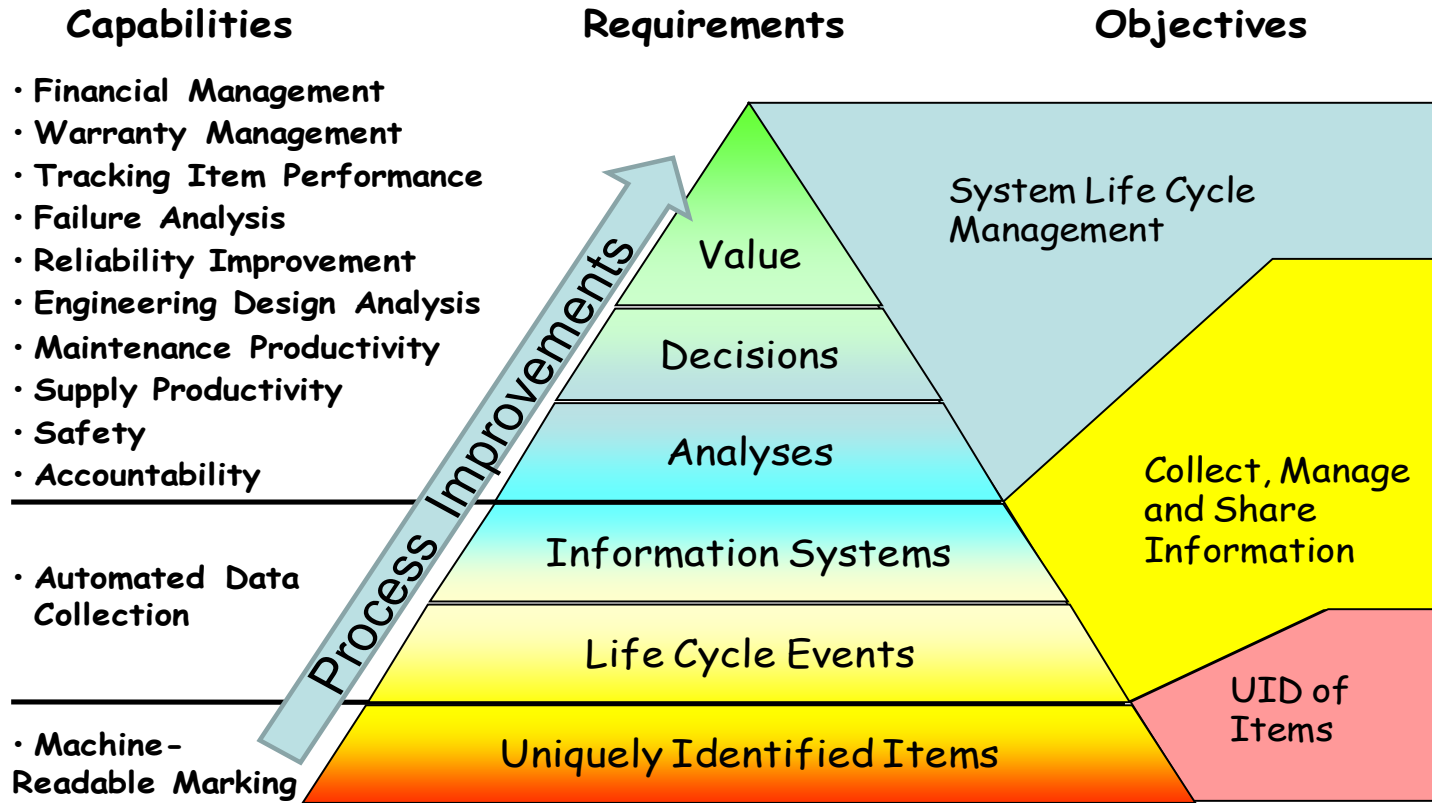 Capabilities
Requirements
Objectives
• Financial Management
• Warranty Management
• Tracking Item Performance
• Failure Analysis
• Reliability Improvement
• Engineering Design Analysis
• Maintenance Productivity
• Supply Productivity
• Safety
• Accountability
• Automated Data
Collection
• Machine-
Readable Marking
Process Improvements
Value
Decisions
Analyses
Information Systems
Life Cycle Events
Uniquely Identified Items
System Life Cycle
Management
Collect, Manage
and Share
Information
UID of
Items